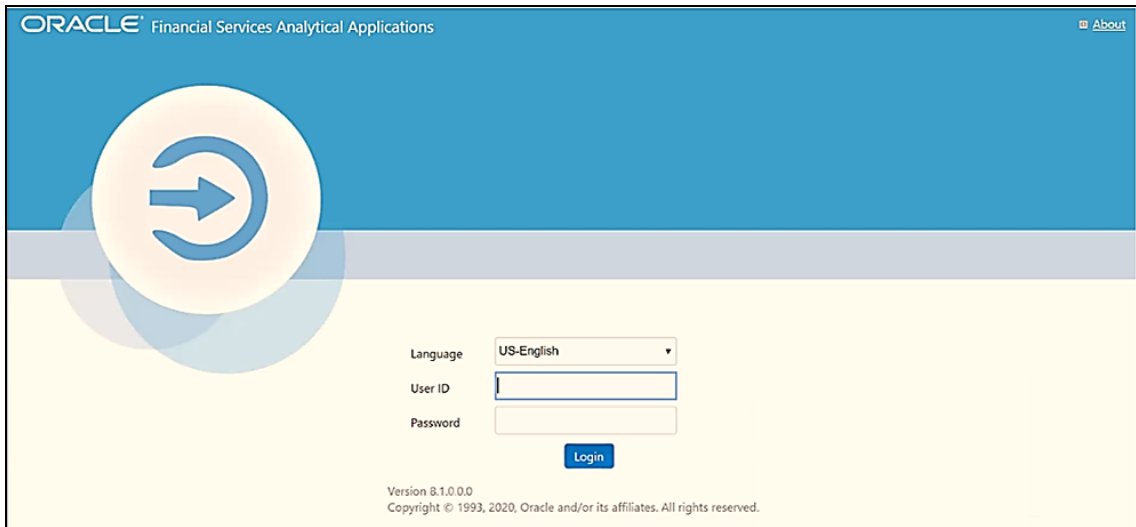 ORACLE® Financial Services Analytical Applications
About
Language US-English
User ID
Password
Login
Version 8.1.0.0.0
Copyright © 1993, 2020, Oracle and/or its affiliates. All rights reserved.